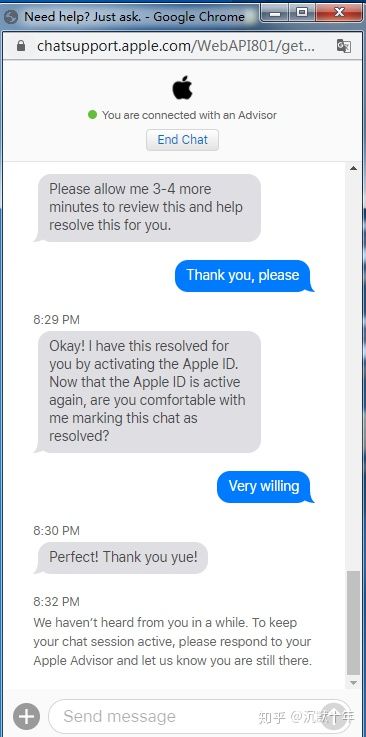 Need help? Just ask. - Google Chrome
chatsupport.apple.com/WebAPI801/get...
You are connected with an Advisor
End Chat
Please allow me 3-4 more
minutes to review this and help
resolve this for you.
Thank you, please
8:29 PM
Okay! I have this resolved for
you by activating the Apple ID.
Now that the Apple ID is active
again, are you comfortable with
me marking this chat as
resolved?
Very willing
8:30 PM
Perfect! Thank you yue!
8:32 PM
We haven't heard from you in a while. To keep
your chat session active, please respond to your
Apple Advisor and let us know you are still there.
Send message
知乎 @沉默十年